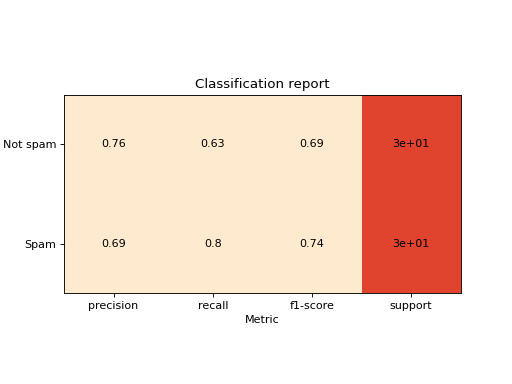 Classification report
Not spam 0.76 0.63 0.69 3e+01
Spam 0.69 0.8 0.74 3e+01
precision recall f1-score support
Metric